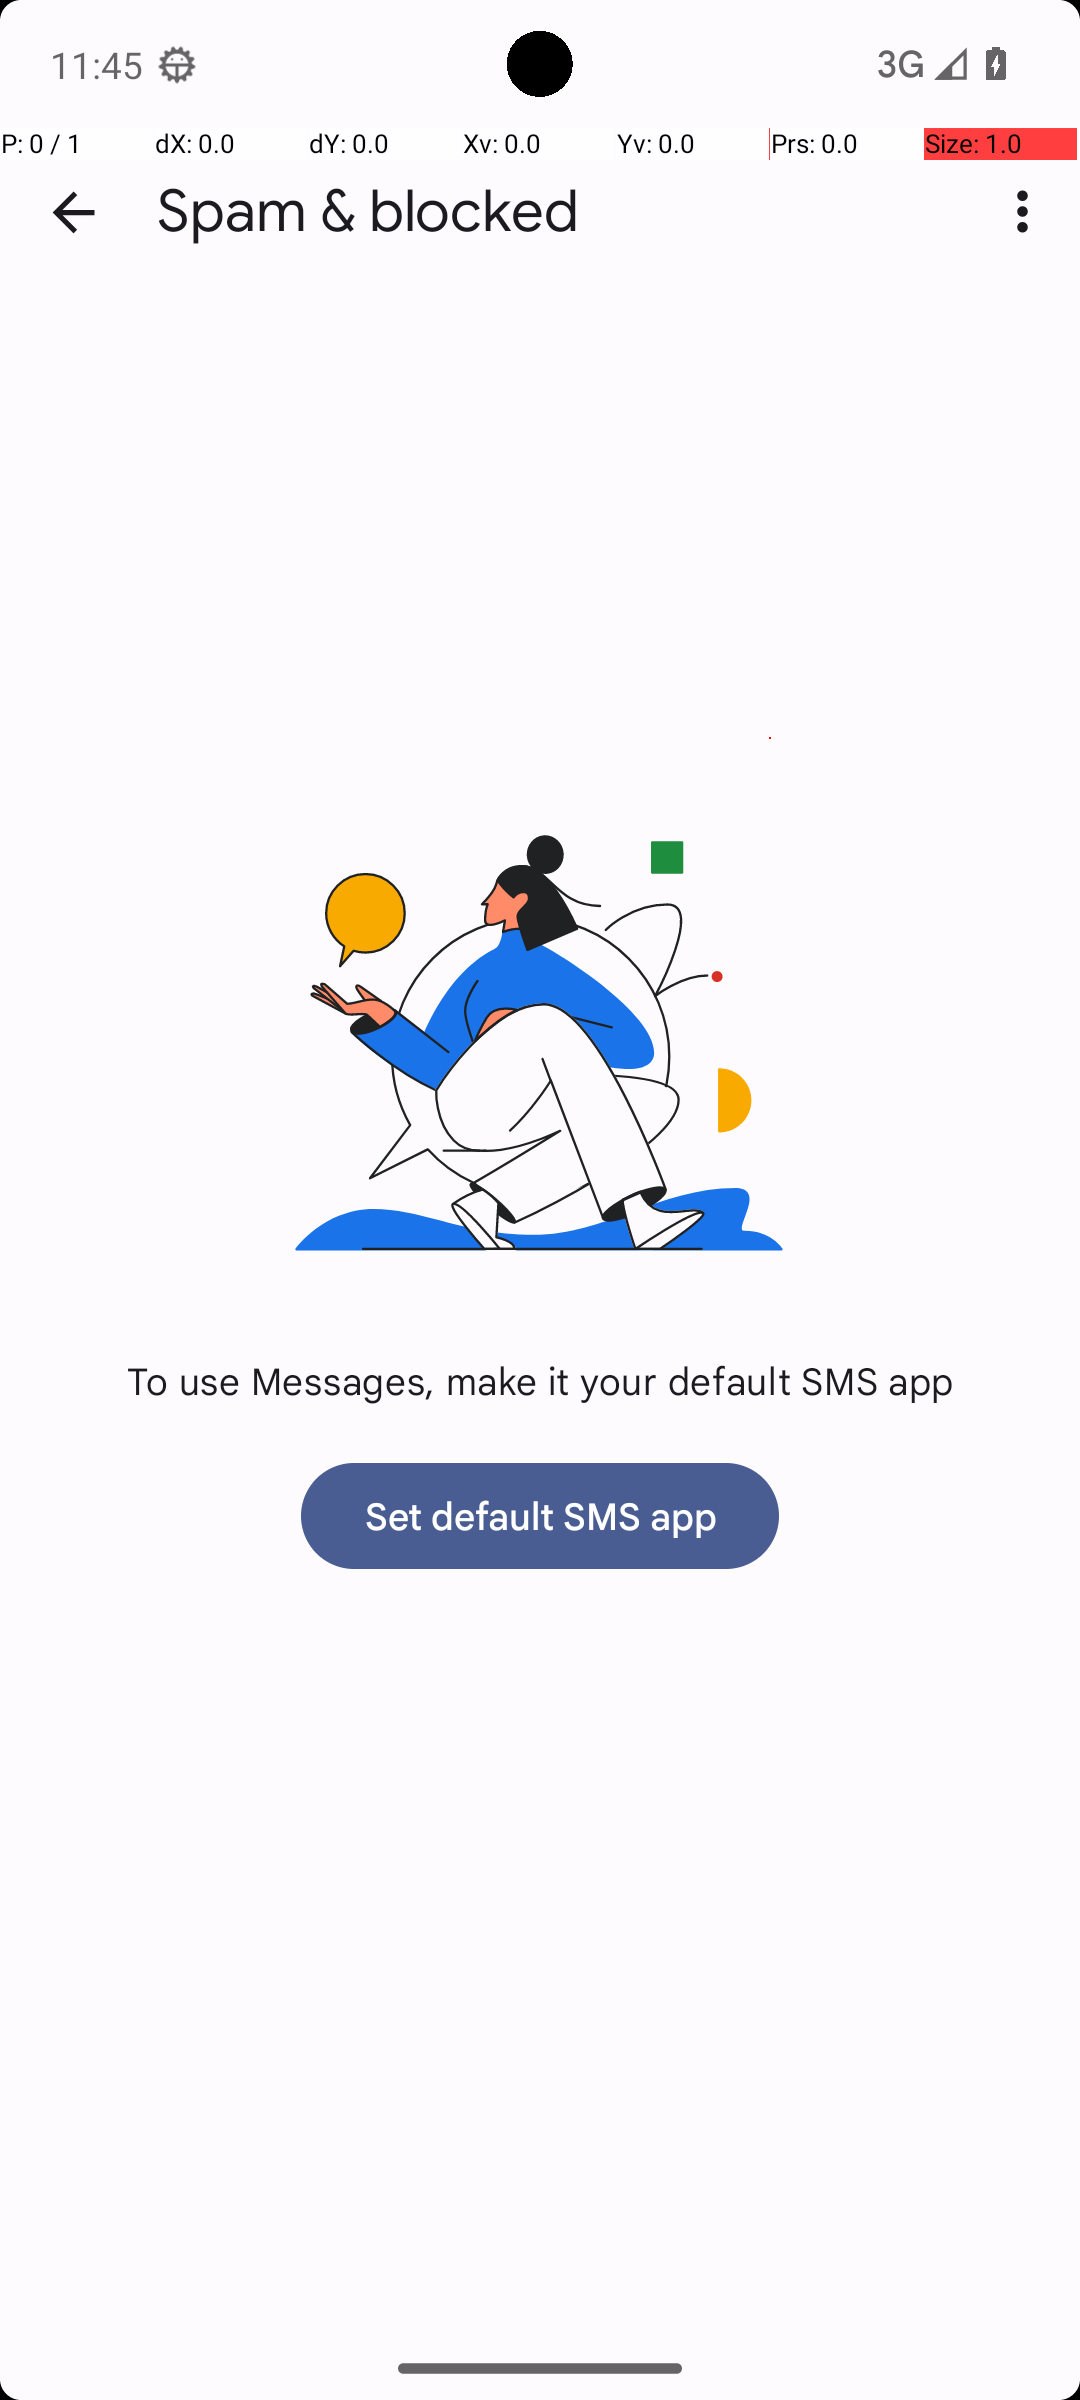 11:45
3G
P: 0 / 1 dX: 0.0 dY: 0.0 Xv: 0.0 Yv: 0.0 Prs: 0.0 Size: 1.0
Spam & blocked
To use Messages, make it your default SMS app
Set default SMS app